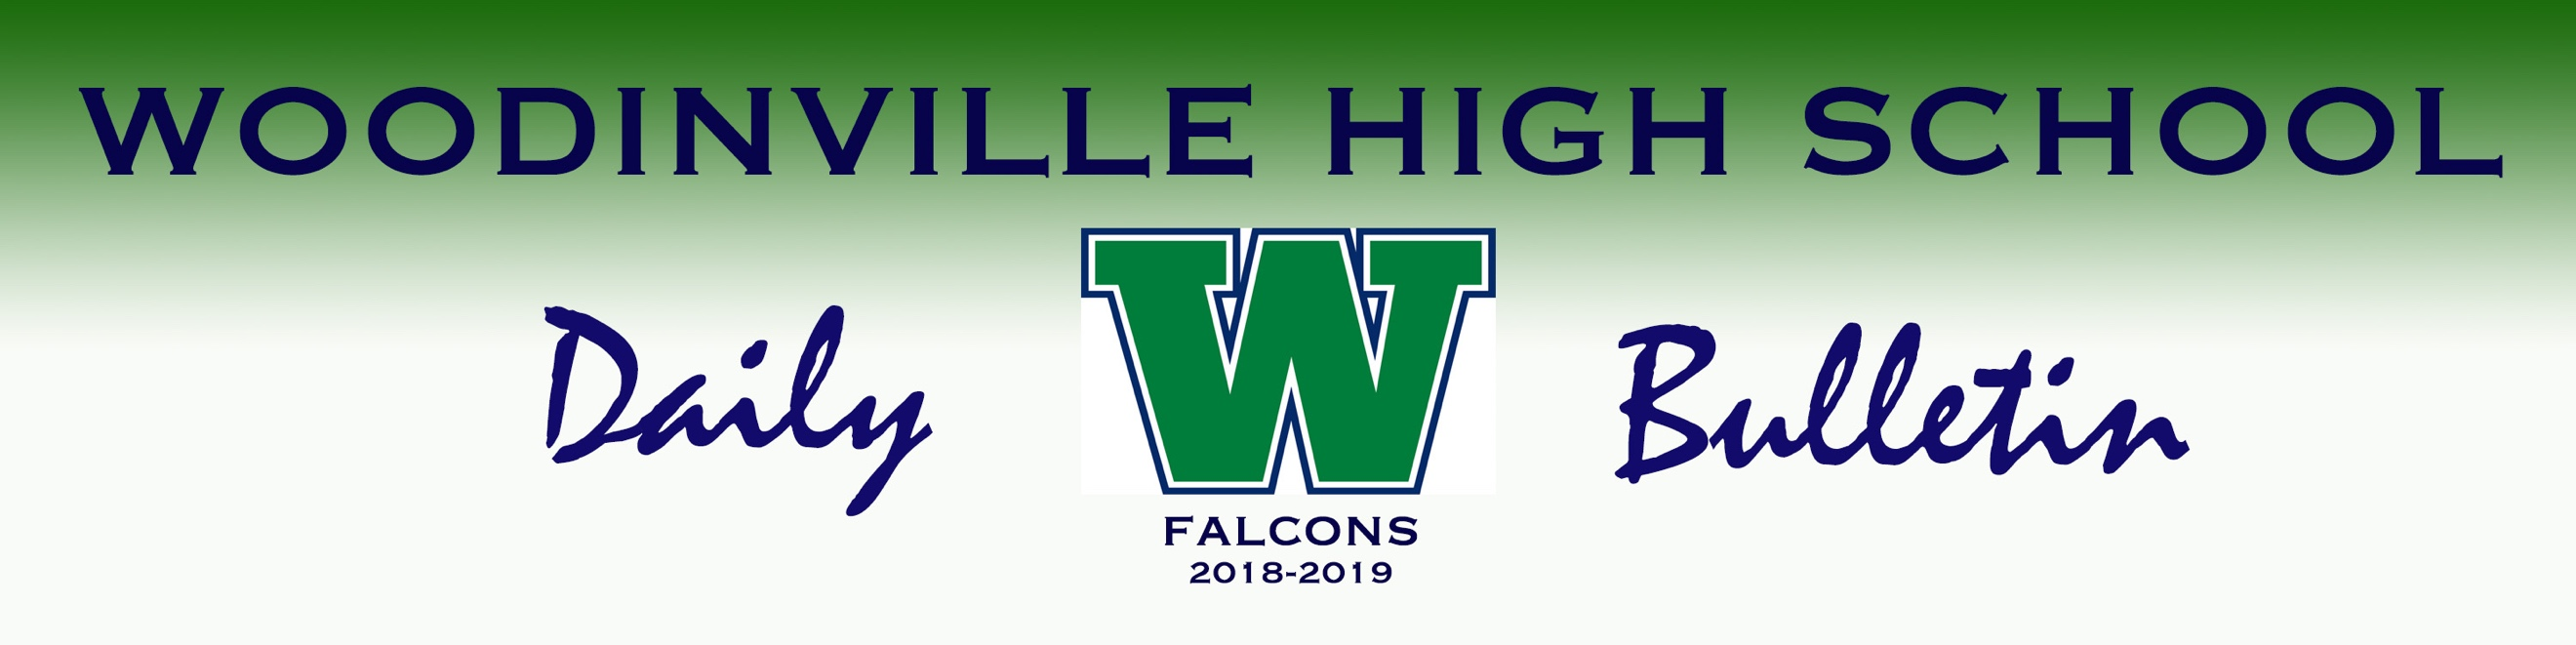 WOODINVILLE HIGH SCHOOL
Daily W Bulletin
FALCONS
2018-2019